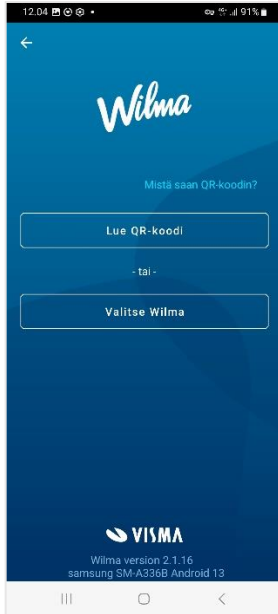 12.04 91%
Wilma
Mistä saan QR-koodin?
Lue QR-koodi
- tai -
Valitse Wilma
VISMA
Wilma version 2.1.16
samsung SM-A336B Android 13